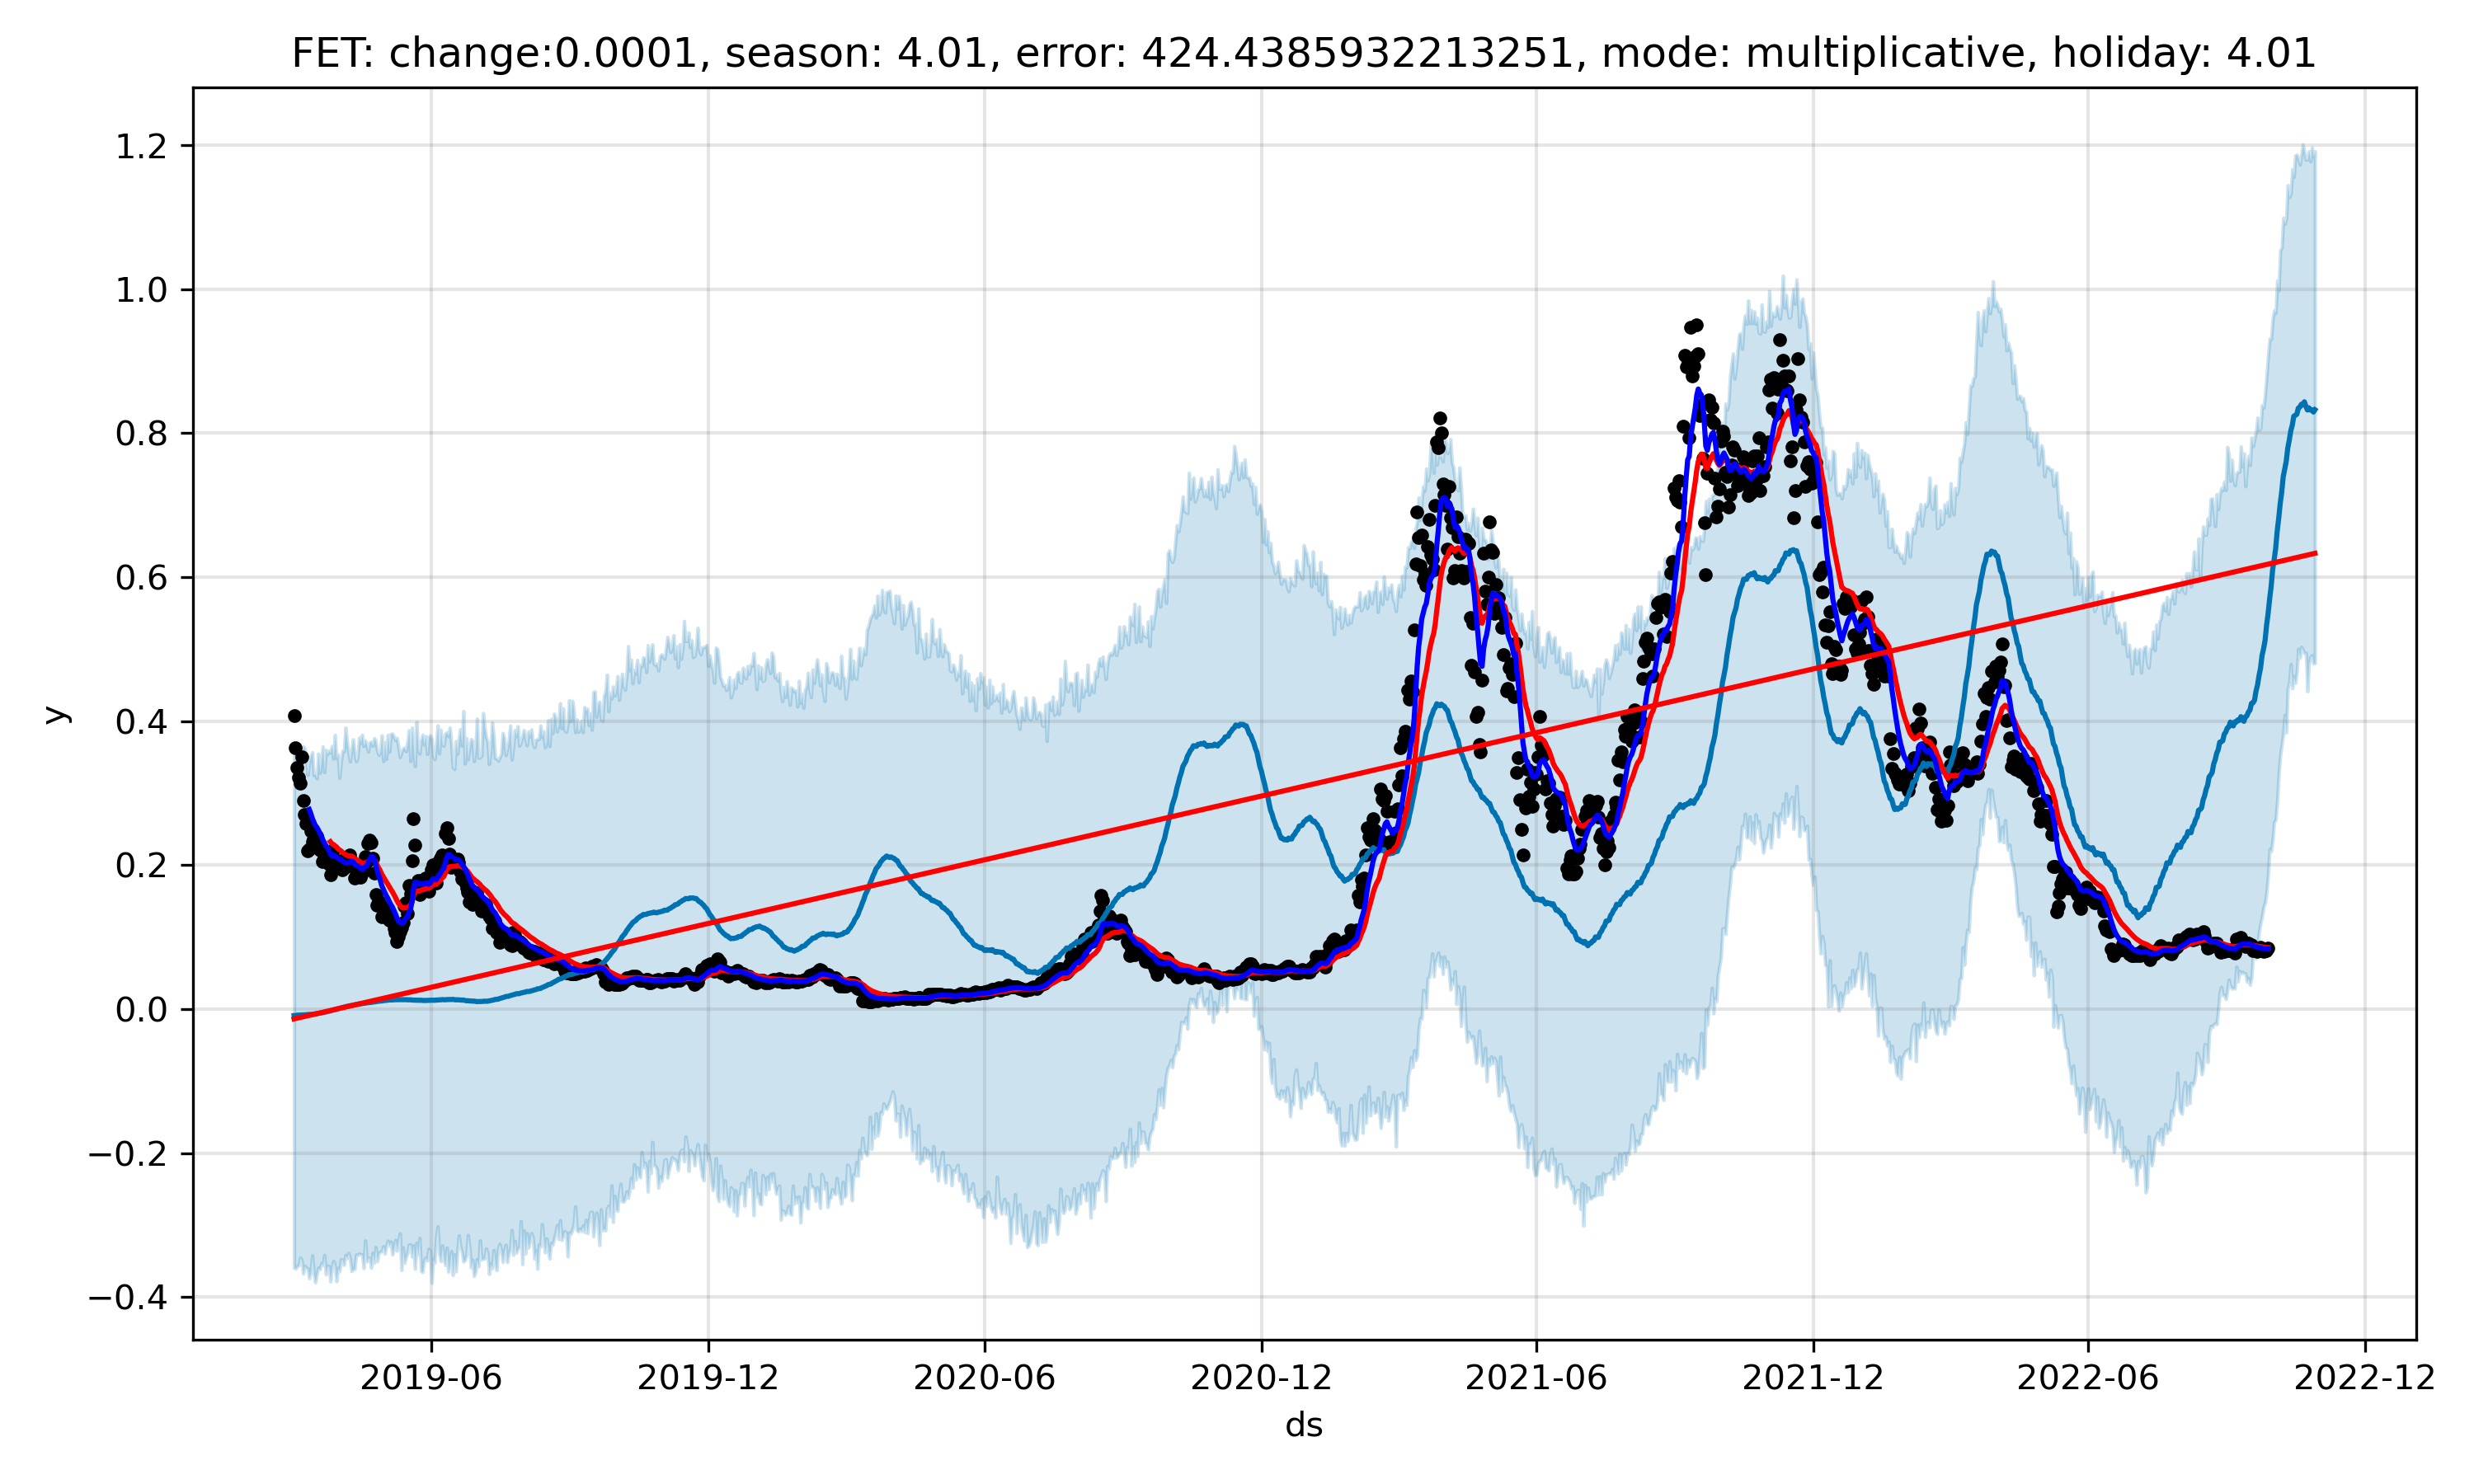 FET: change:0.0001, season: 4.01, error: 424.4385932213251, mode: multiplicative, holiday: 4.01
1.2
1.0
0.8
0.6
0.4
0.2
0.0
−0.2
−0.4
y
2019-06 2019-12 2020-06 2020-12 2021-06 2021-12 2022-06 2022-12
ds